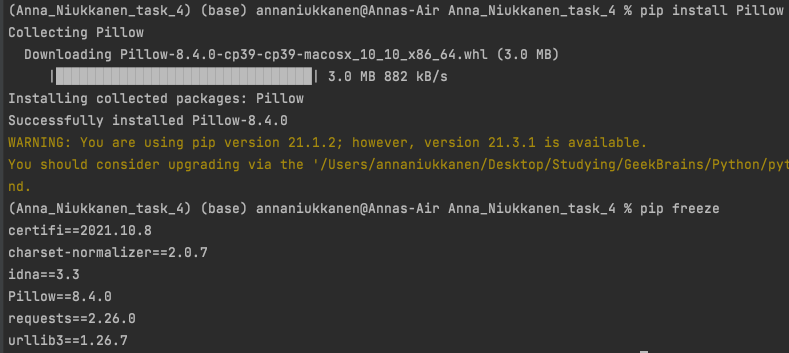 (Anna_Niukkanen_task_4) (base) annaniukkanen@Annas-Air Anna_Niukkanen_task_4 % pip install Pillow
Collecting Pillow
  Downloading Pillow-8.4.0-cp39-cp39-macosx_10_10_x86_64.whl (3.0 MB)
     |████████████████████████████████| 3.0 MB 882 kB/s
Installing collected packages: Pillow
Successfully installed Pillow-8.4.0
WARNING: You are using pip version 21.1.2; however, version 21.3.1 is available.
You should consider upgrading via the '/Users/annaniukkanen/Desktop/Studying/GeekBrains/Python/pyt
nd.
(Anna_Niukkanen_task_4) (base) annaniukkanen@Annas-Air Anna_Niukkanen_task_4 % pip freeze
certifi==2021.10.8
charset-normalizer==2.0.7
idna==3.3
Pillow==8.4.0
requests==2.26.0
urllib3==1.26.7